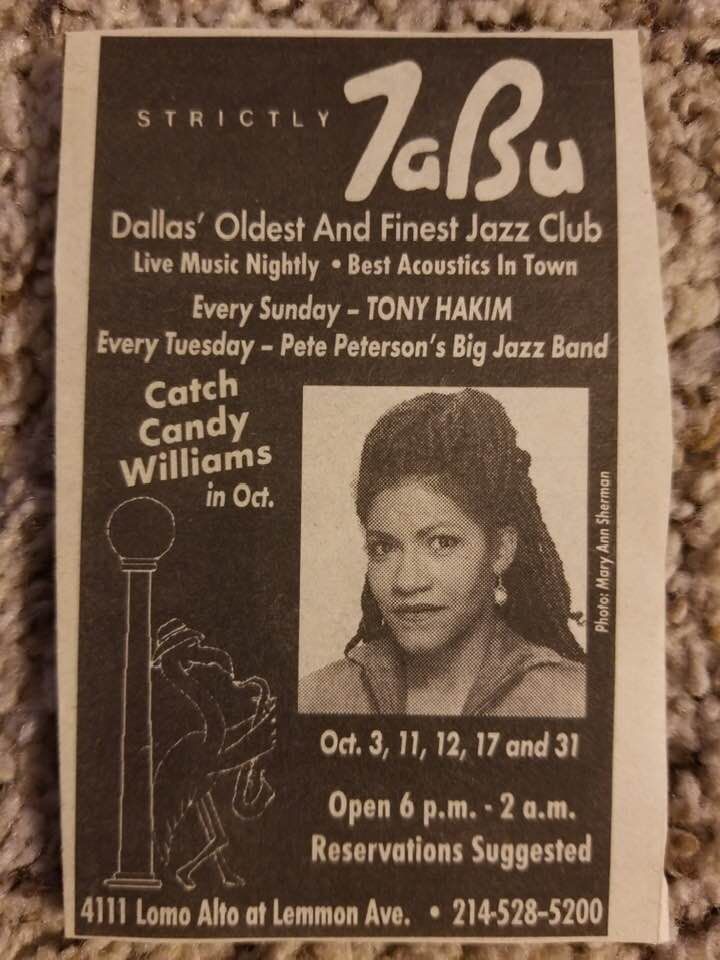 STRICTLY TaBu
Dallas' Oldest And Finest Jazz Club
Live Music Nightly • Best Acoustics In Town
Every Sunday – TONY HAKIM
Every Tuesday – Pete Peterson's Big Jazz Band
Catch
Candy
Williams
in Oct.
Photo: Mary Ann Sherman
Oct. 3, 11, 12, 17 and 31
Open 6 p.m. - 2 a.m.
Reservations Suggested
4111 Lomo Alto at Lemmon Ave. • 214-528-5200